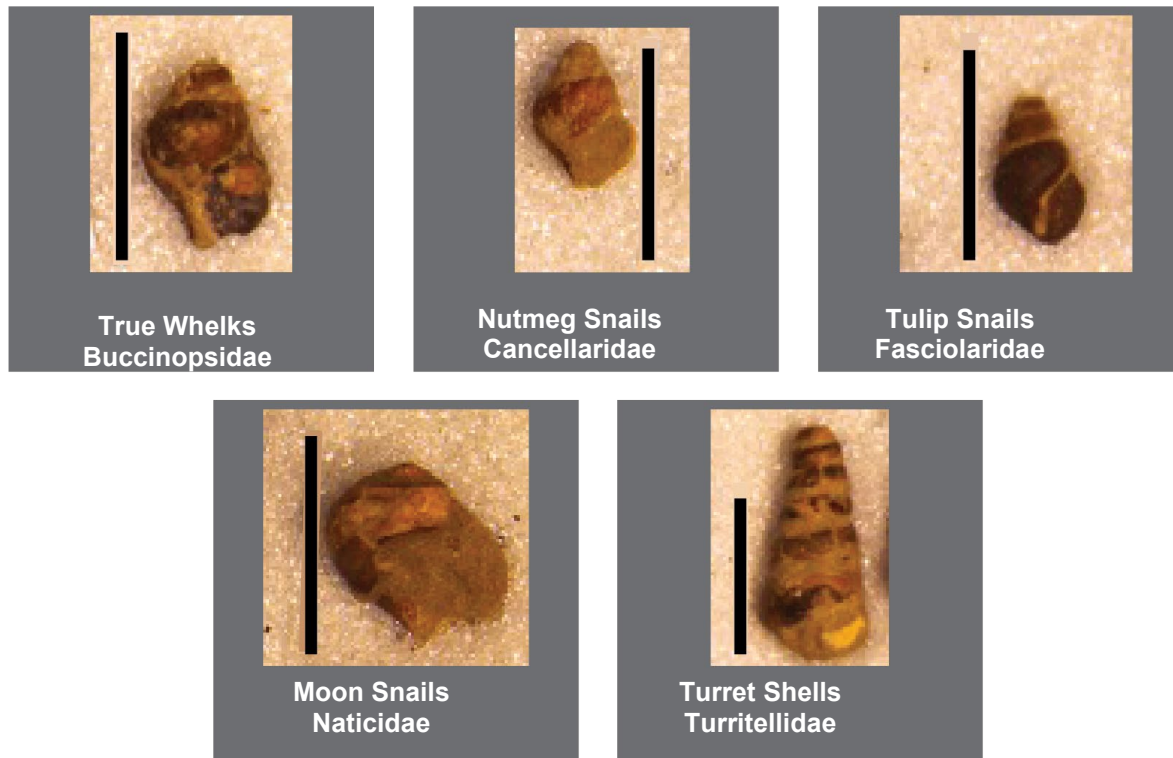 True Whelks
Buccinopsidae
Nutmeg Snails
Cancellaridae
Tulip Snails
Fasciolaridae
Moon Snails
Naticidae
Turret Shells
Turritellidae